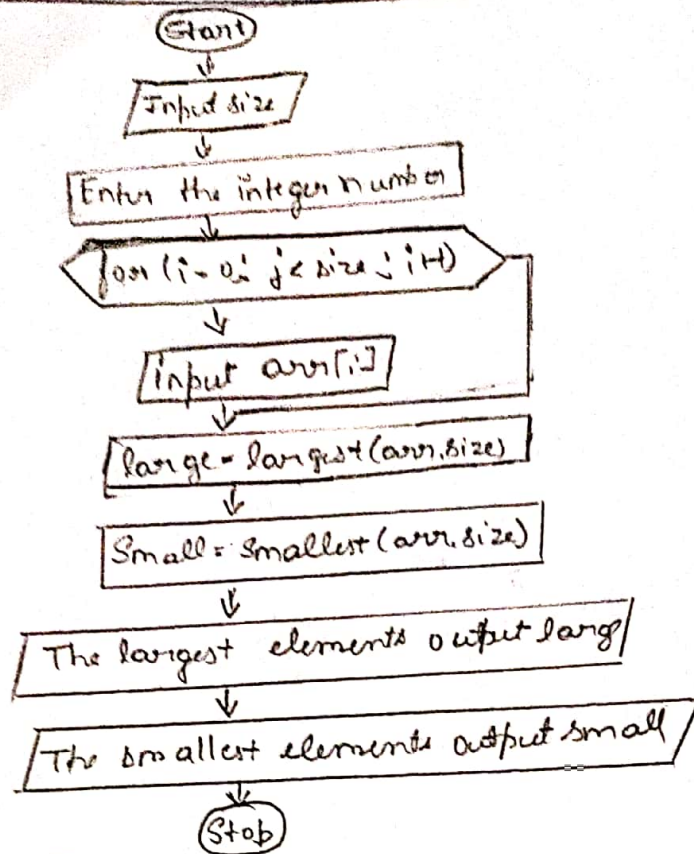 Start
Input size
Enter the integer number
for (i = 0; j < size; i++)
input arr[i]
large = largest (arr, size)
Small = Smallest (arr, size)
The largest elements output larg
The smallest elements output small
Stop